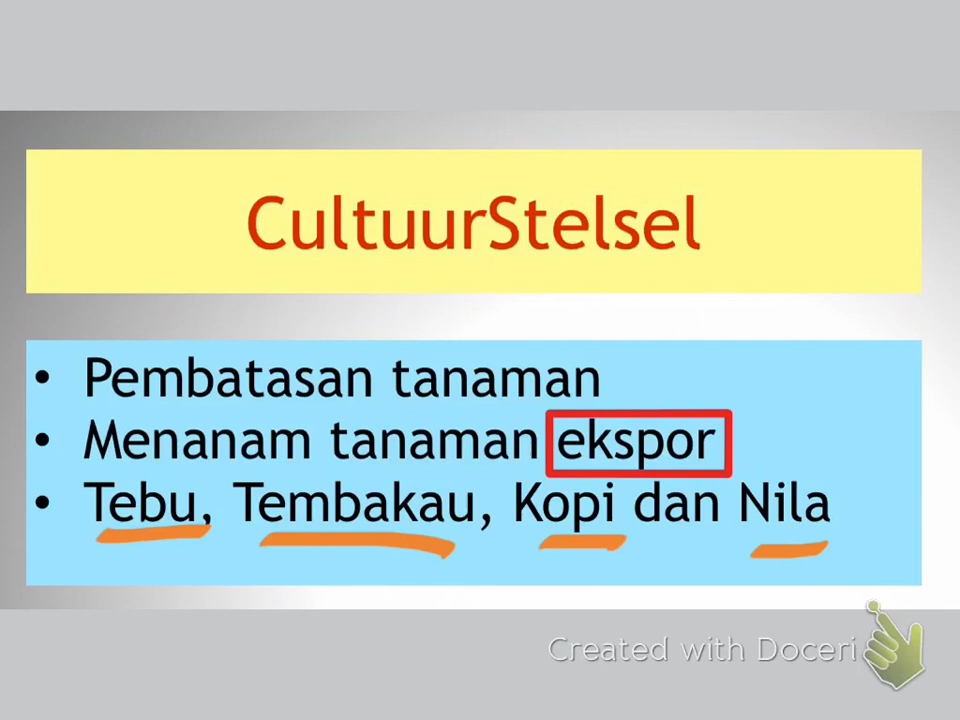 CultuurStelsel
• Pembatasan tanaman
• Menanam tanaman ekspor
• Tebu, Tembakau, Kopi dan Nila
Created with Doceri